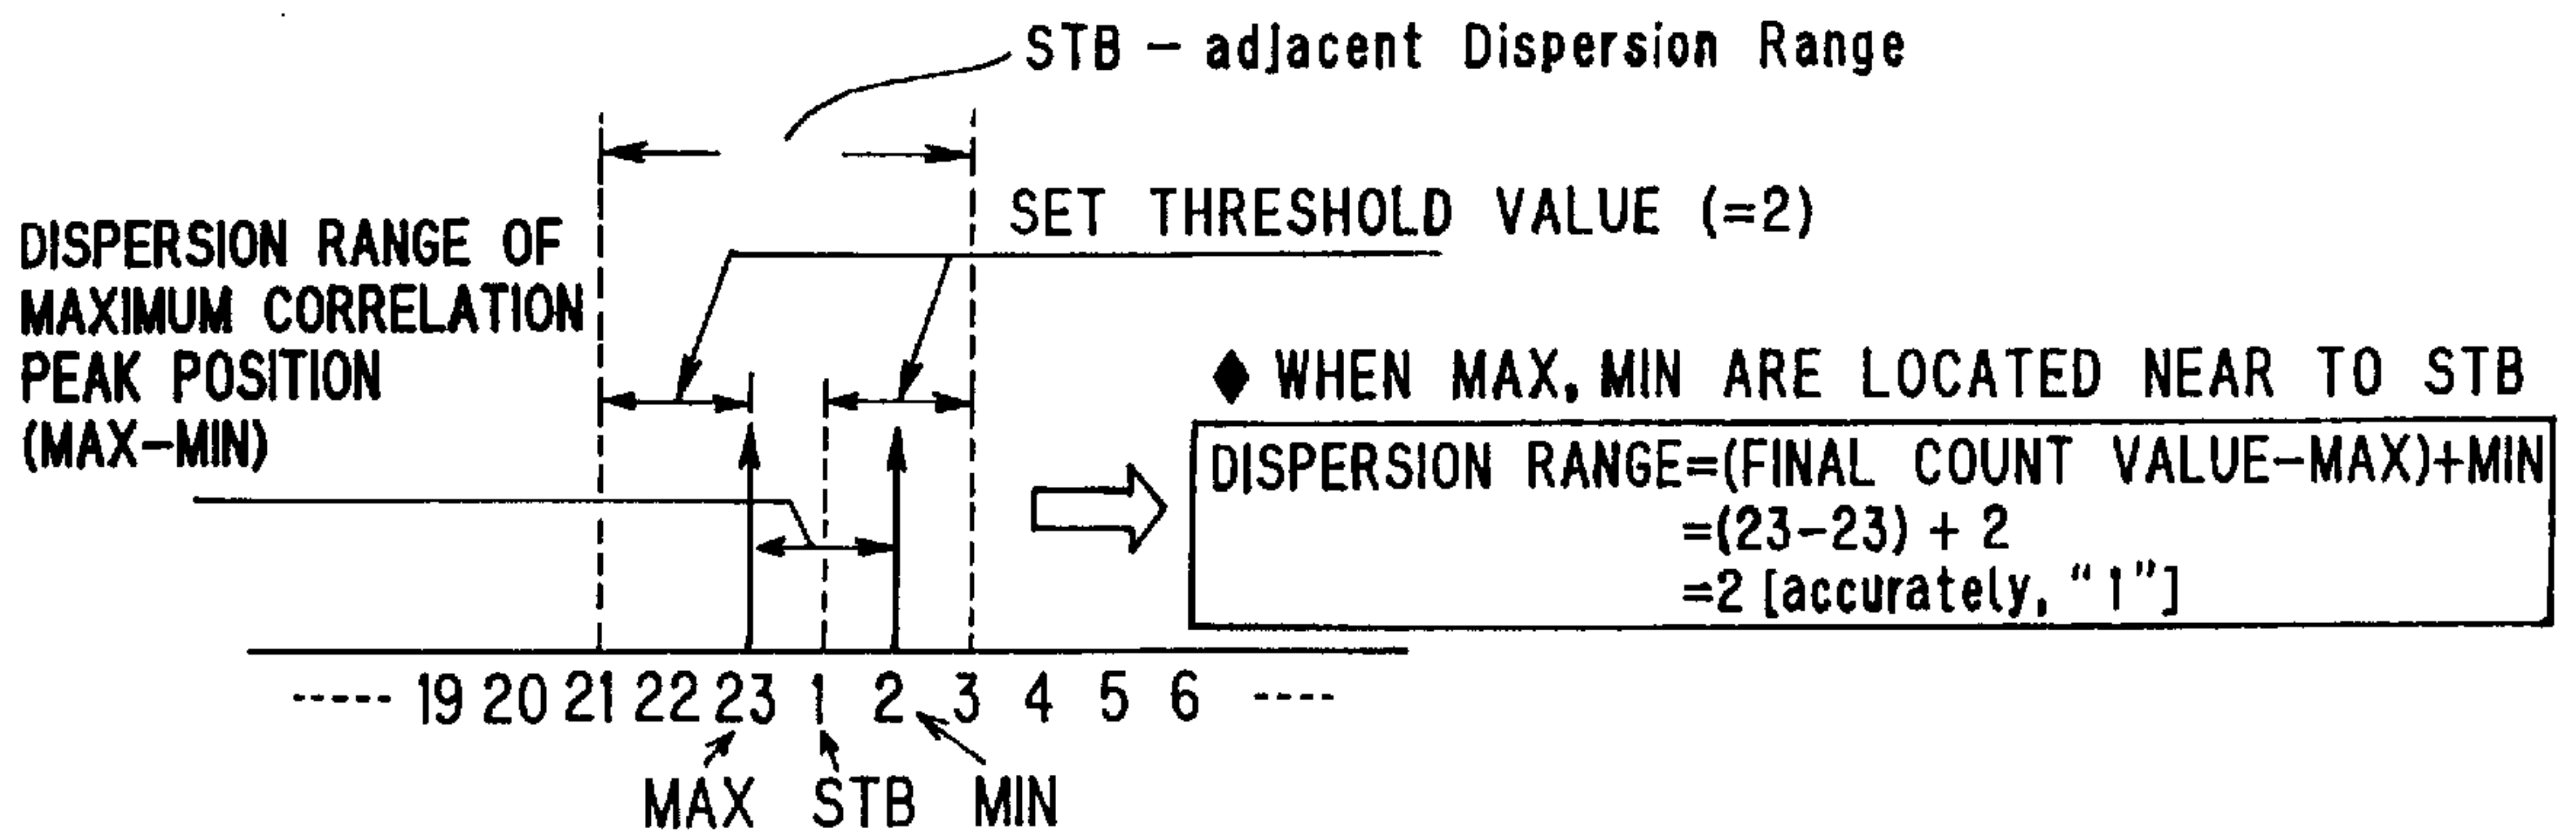 STB - adjacent Dispersion Range
SET THRESHOLD VALUE (=2)
DISPERSION RANGE OF
MAXIMUM CORRELATION
PEAK POSITION
(MAX-MIN)
◆ WHEN MAX, MIN ARE LOCATED NEAR TO STB
DISPERSION RANGE=(FINAL COUNT VALUE-MAX)+MIN
=(23-23) + 2
=2 [accurately, "1"]
----- 19 20 21 22 23 1 2 3 4 5 6 ----
MAX STB MIN